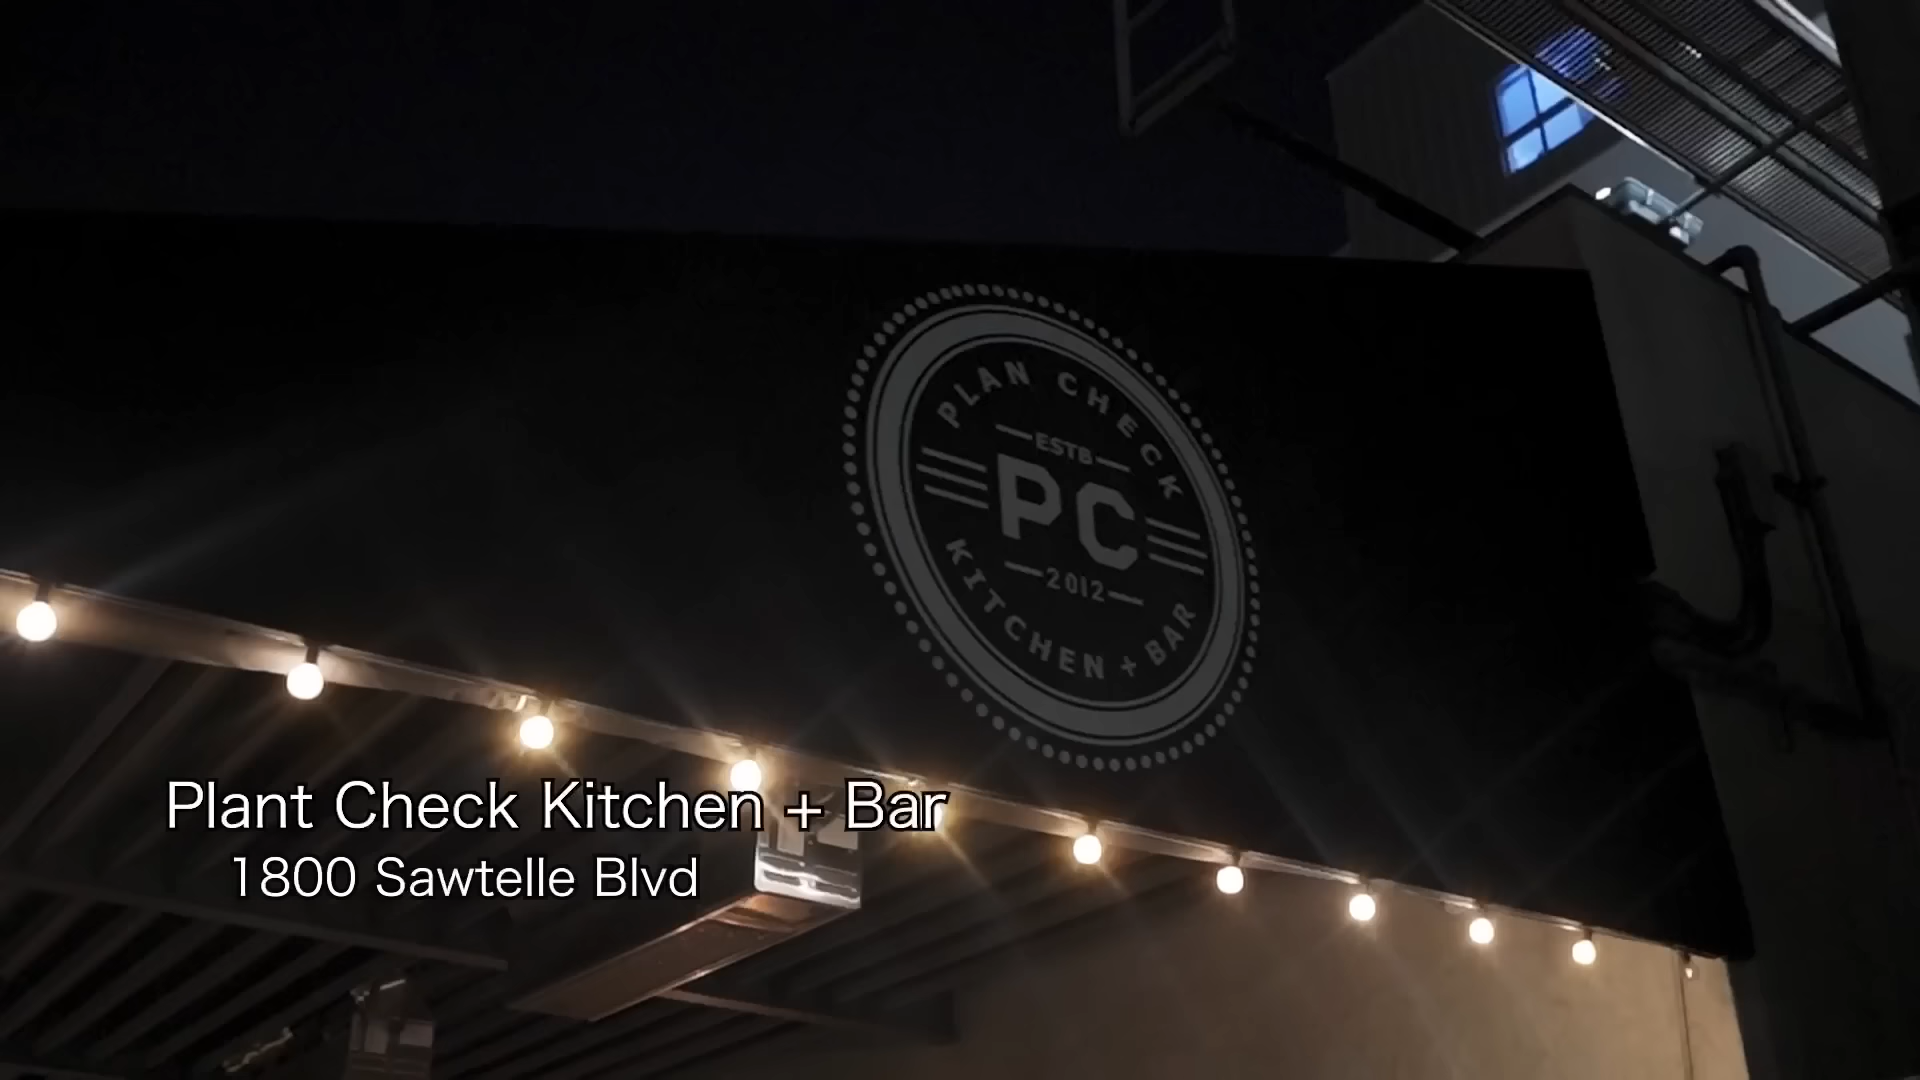 PLAN CHECK
ESTB
PC
2012
KITCHEN + BAR
Plant Check Kitchen + Bar
1800 Sawtelle Blvd